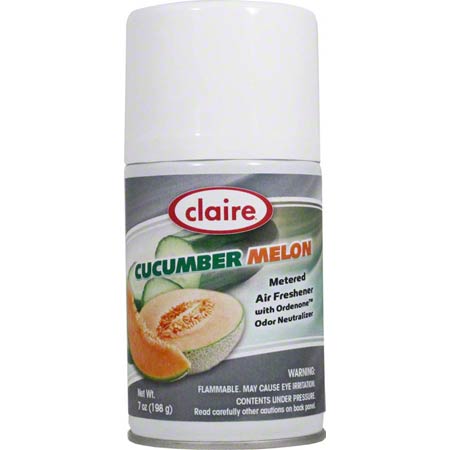 claire
CUCUMBER MELON
Metered
Air Freshener
with Ordenone™
Odor Neutralizer
WARNING:
FLAMMABLE. MAY CAUSE EYE IRRITATION.
CONTENTS UNDER PRESSURE.
Read carefully other cautions on back panel.
Net Wt.
7 oz (198 g)